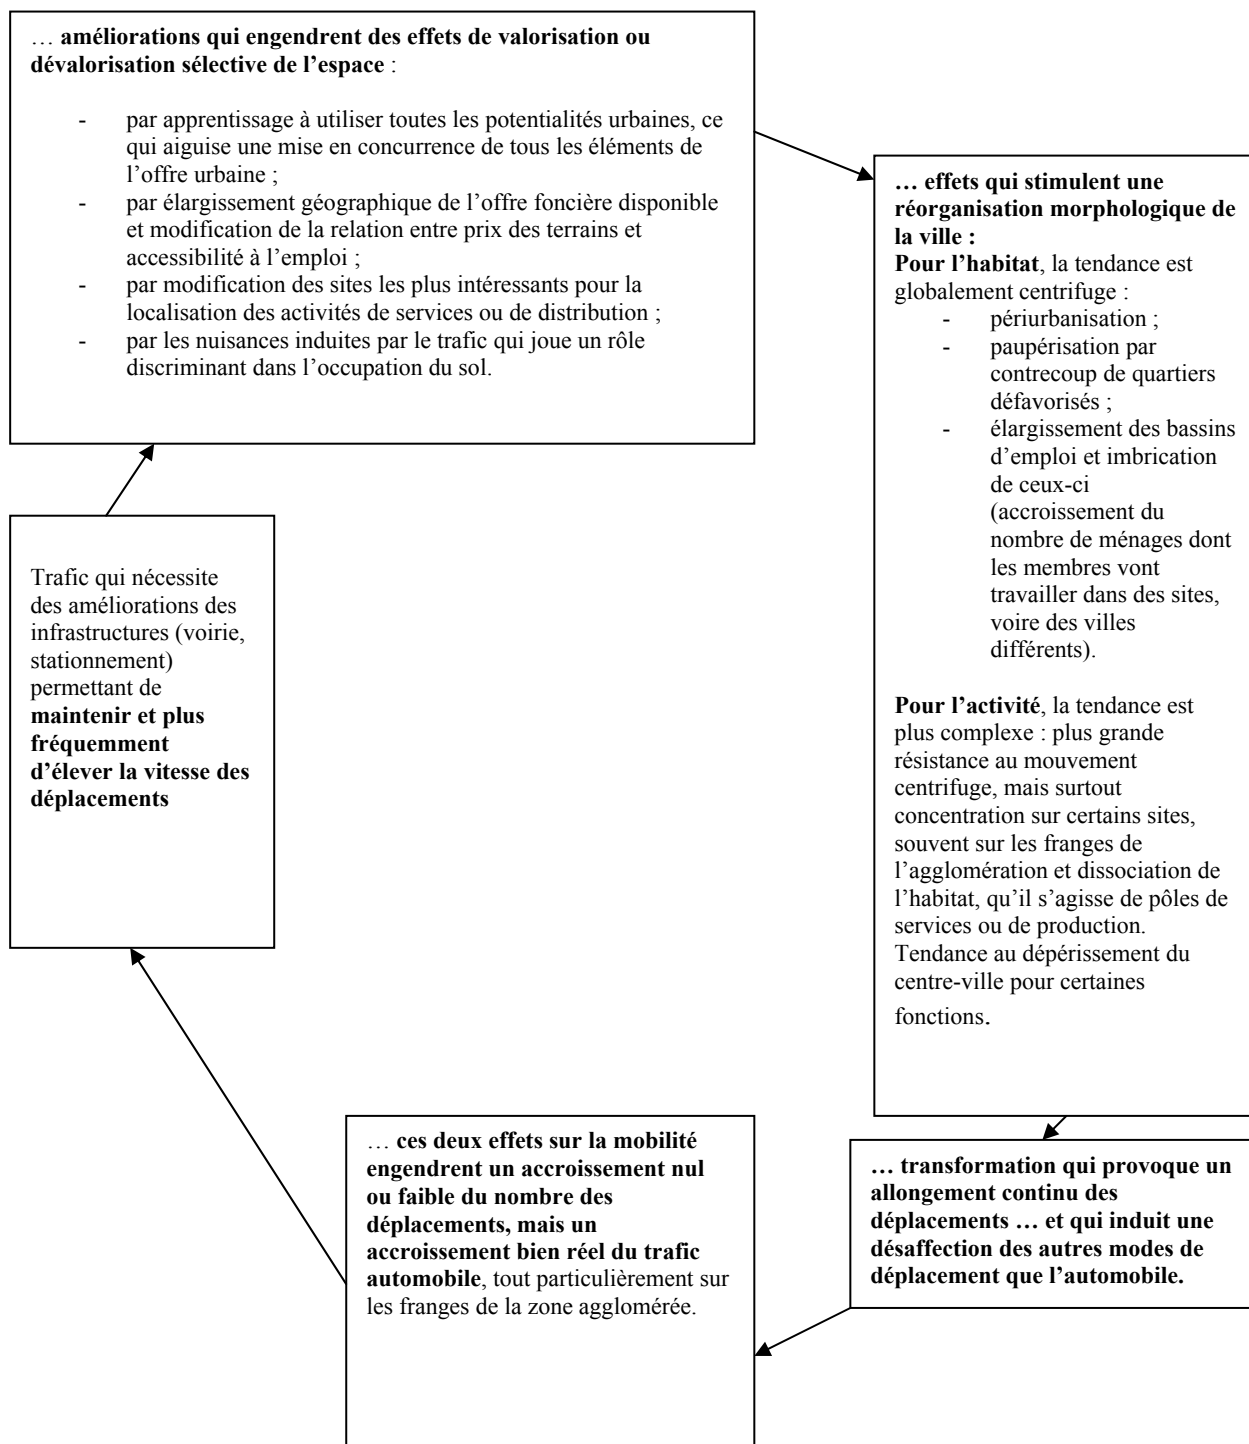 … améliorations qui engendrent des effets de valorisation ou
dévalorisation sélective de l’espace :
- par apprentissage à utiliser toutes les potentialités urbaines, ce
qui aiguise une mise en concurrence de tous les éléments de
l’offre urbaine ;
- par élargissement géographique de l’offre foncière disponible
et modification de la relation entre prix des terrains et
accessibilité à l’emploi ;
- par modification des sites les plus intéressants pour la
localisation des activités de services ou de distribution ;
- par les nuisances induites par le trafic qui joue un rôle
discriminant dans l’occupation du sol.
… effets qui stimulent une
réorganisation morphologique de
la ville :
Pour l’habitat, la tendance est
globalement centrifuge :
- périurbanisation ;
- paupérisation par
contrecoup de quartiers
défavorisés ;
- élargissement des bassins
d’emploi et imbrication
de ceux-ci
(accroissement du
nombre de ménages dont
les membres vont
travailler dans des sites,
voire des villes
différents).
Pour l’activité, la tendance est
plus complexe : plus grande
résistance au mouvement
centrifuge, mais surtout
concentration sur certains sites,
souvent sur les franges de
l’agglomération et dissociation de
l’habitat, qu’il s’agisse de pôles de
services ou de production.
Tendance au dépérissement du
centre-ville pour certaines
fonctions.
… transformation qui provoque un
allongement continu des
déplacements … et qui induit une
désaffection des autres modes de
déplacement que l’automobile.
… ces deux effets sur la mobilité
engendrent un accroissement nul
ou faible du nombre des
déplacements, mais un
accroissement bien réel du trafic
automobile, tout particulièrement sur
les franges de la zone agglomérée.
Trafic qui nécessite
des améliorations des
infrastructures (voirie,
stationnement)
permettant de
maintenir et plus
fréquemment
d’élever la vitesse des
déplacements